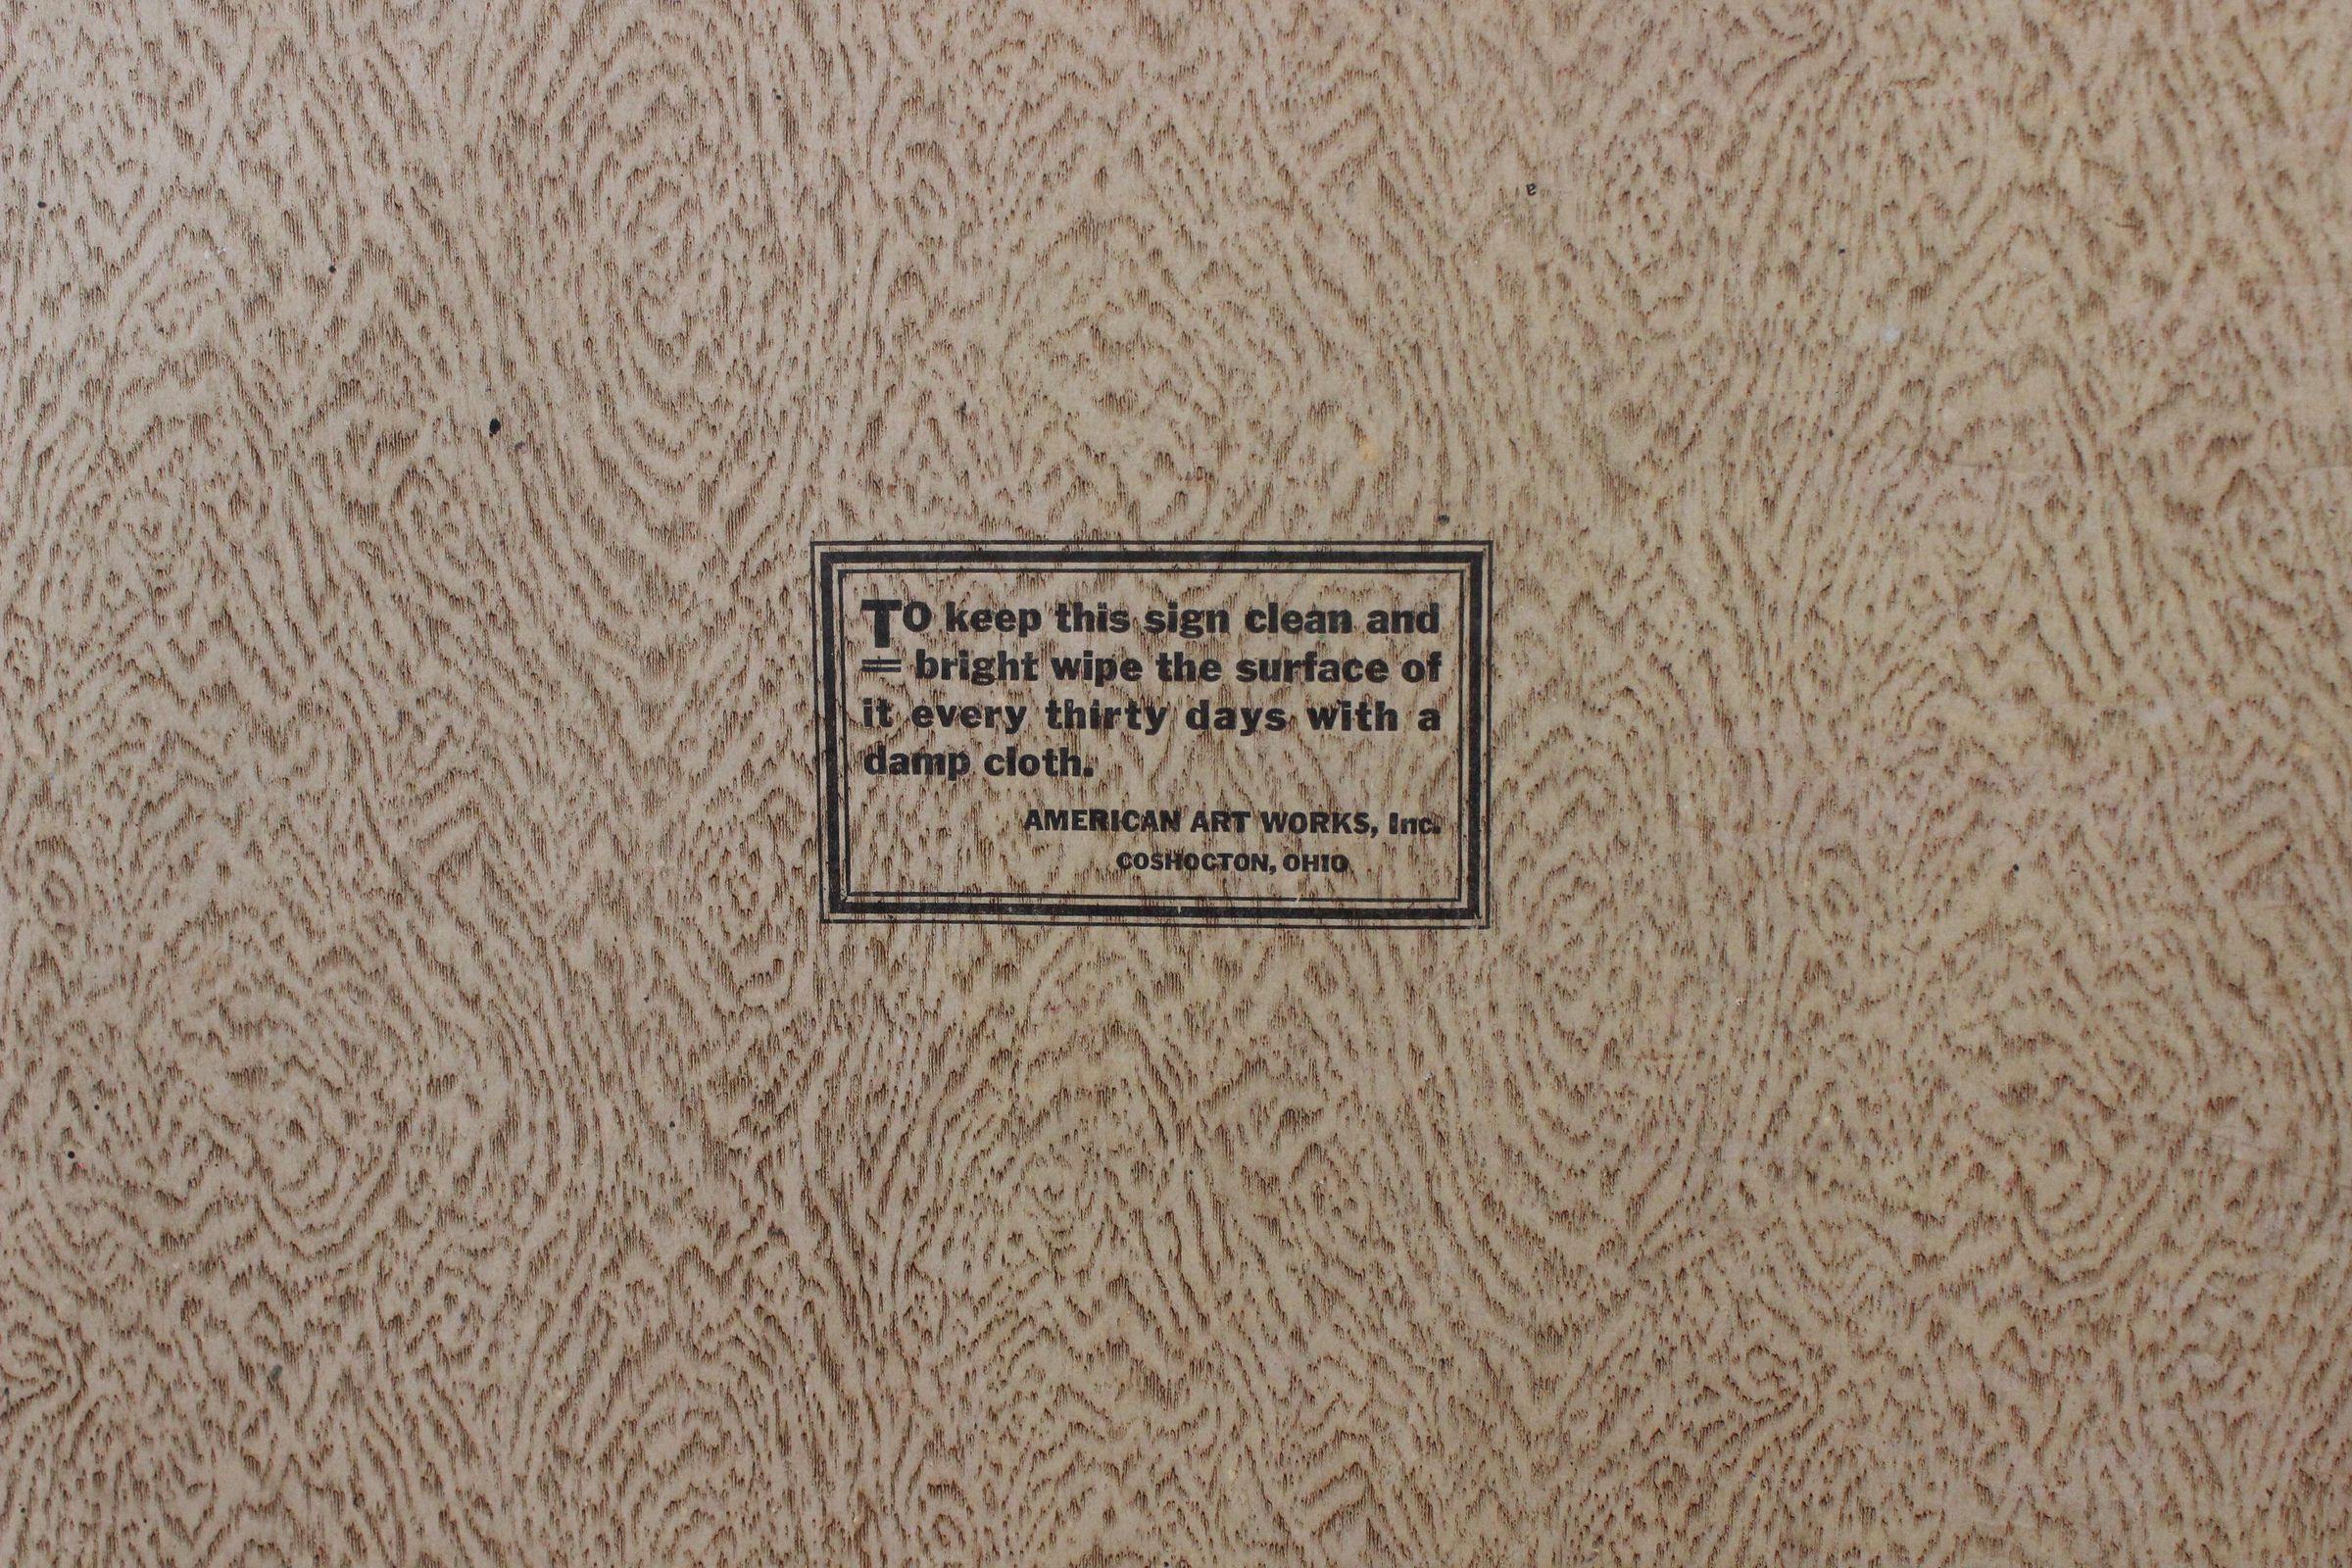 TO keep this sign clean and
= bright wipe the surface of
it every thirty days with a
damp cloth.
AMERICAN ART WORKS, Inc.
COSHOCTON, OHIO